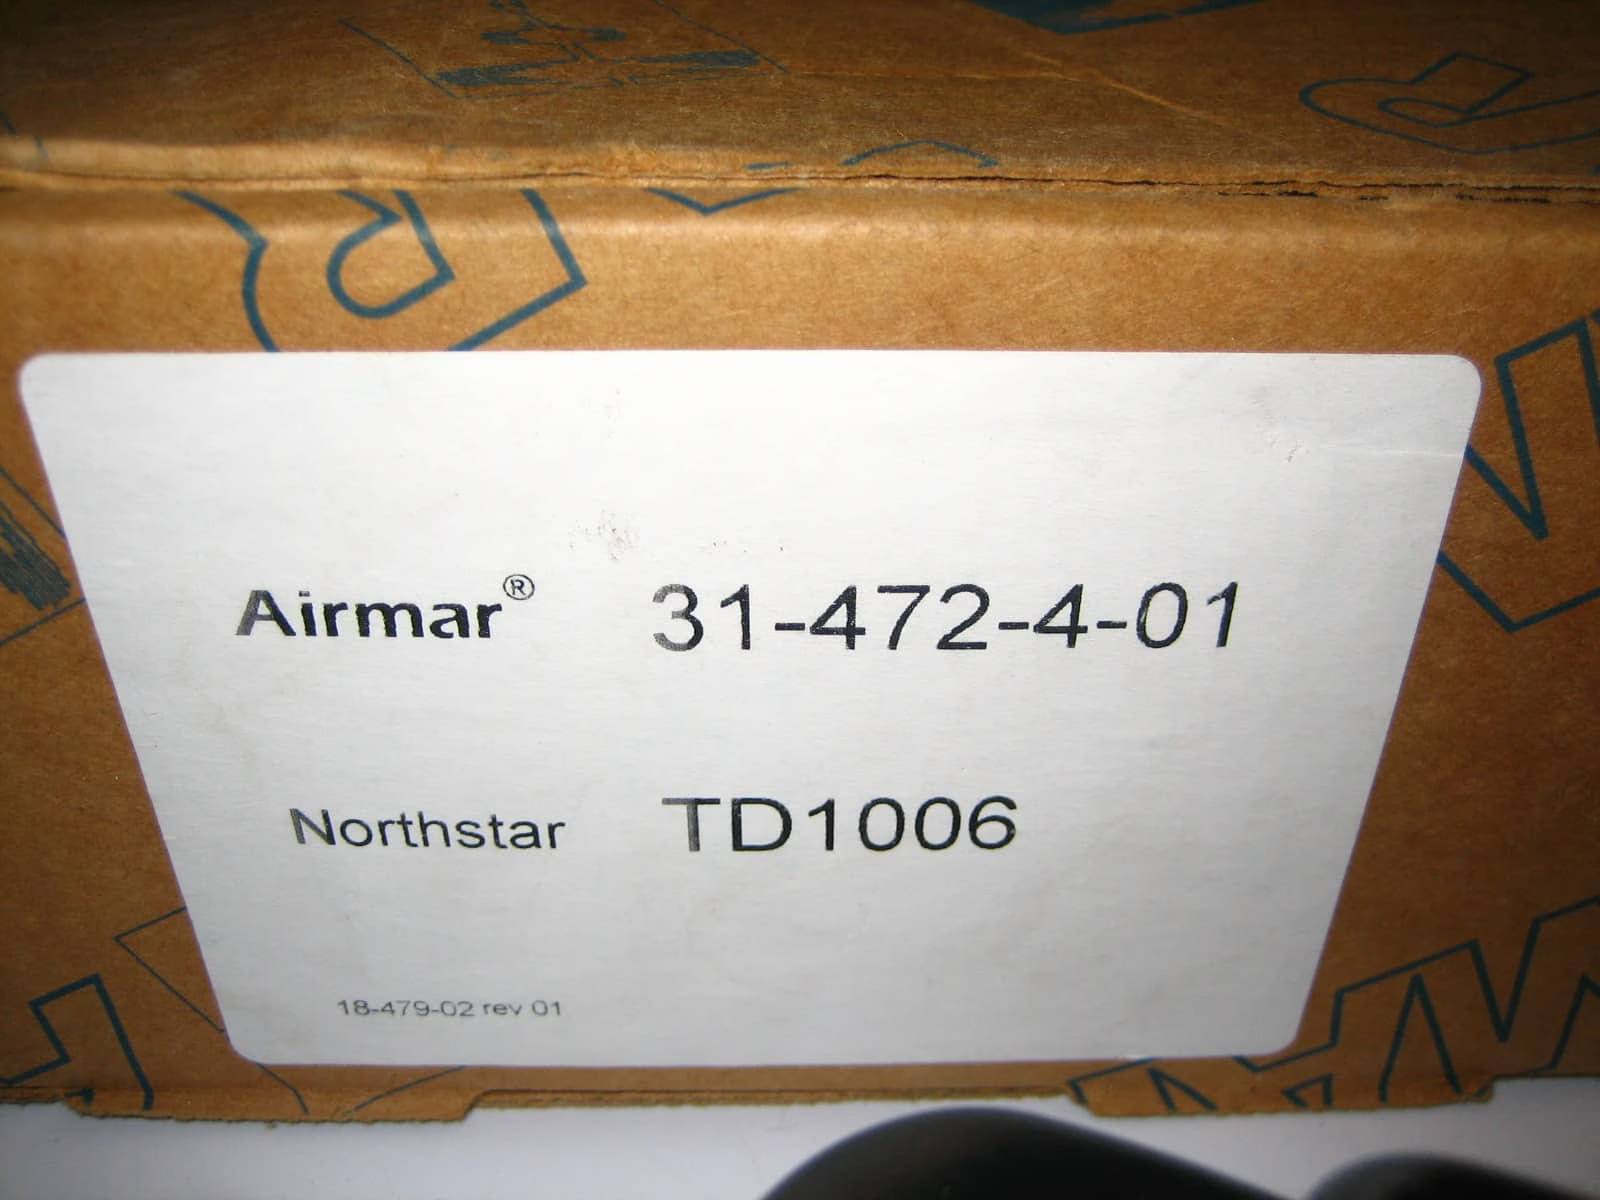 Airmar® 31-472-4-01
Northstar TD1006
18-479-02 rev 01